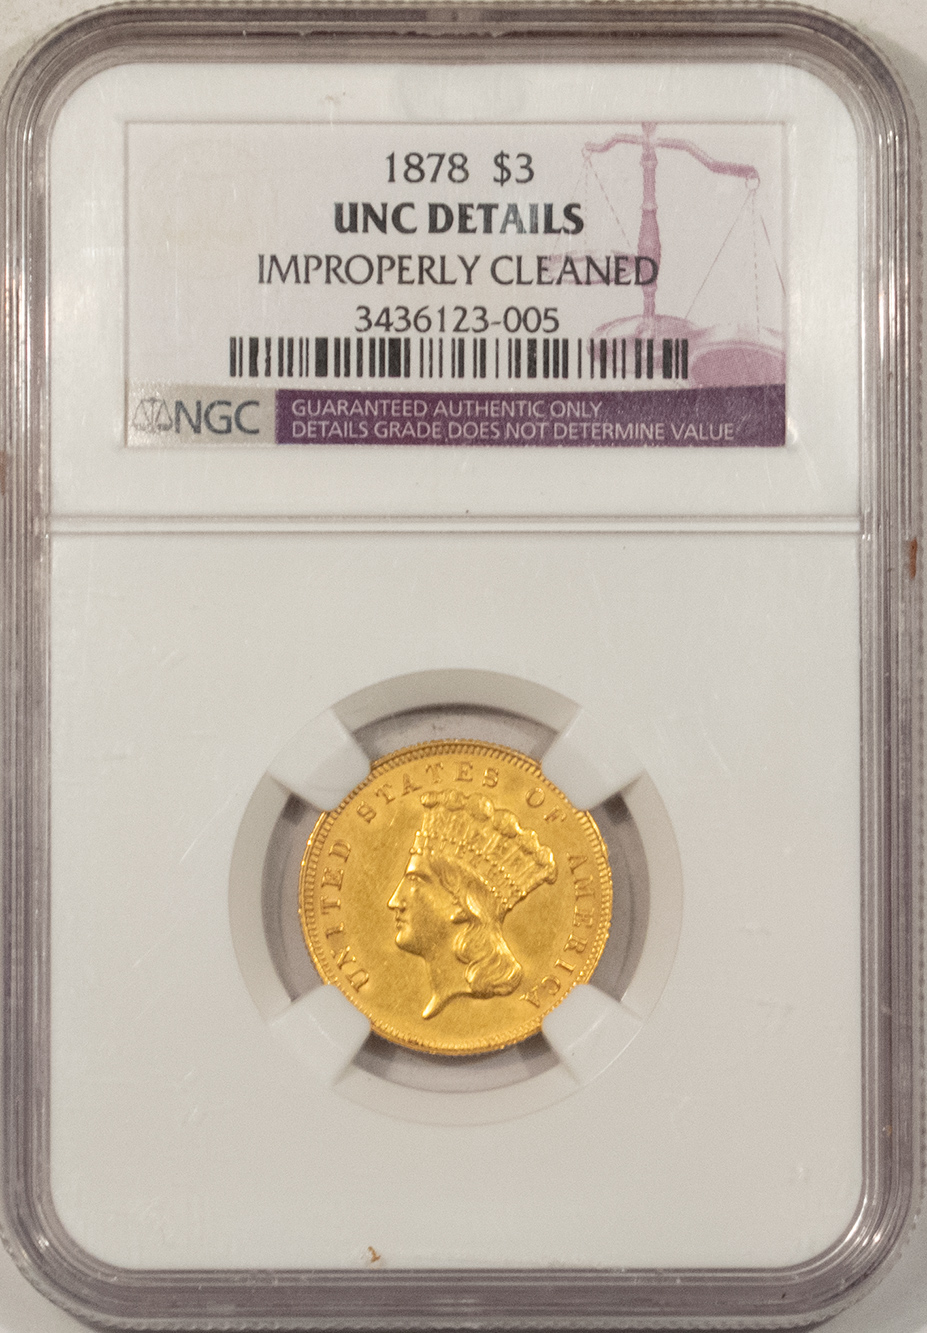 1878 $3
UNC DETAILS
IMPROPERLY CLEANED
3436123-005
NGC
GUARANTEED AUTHENTIC ONLY
DETAILS GRADE DOES NOT DETERMINE VALUE
UNITED STATES OF AMERICA
LIBERTY